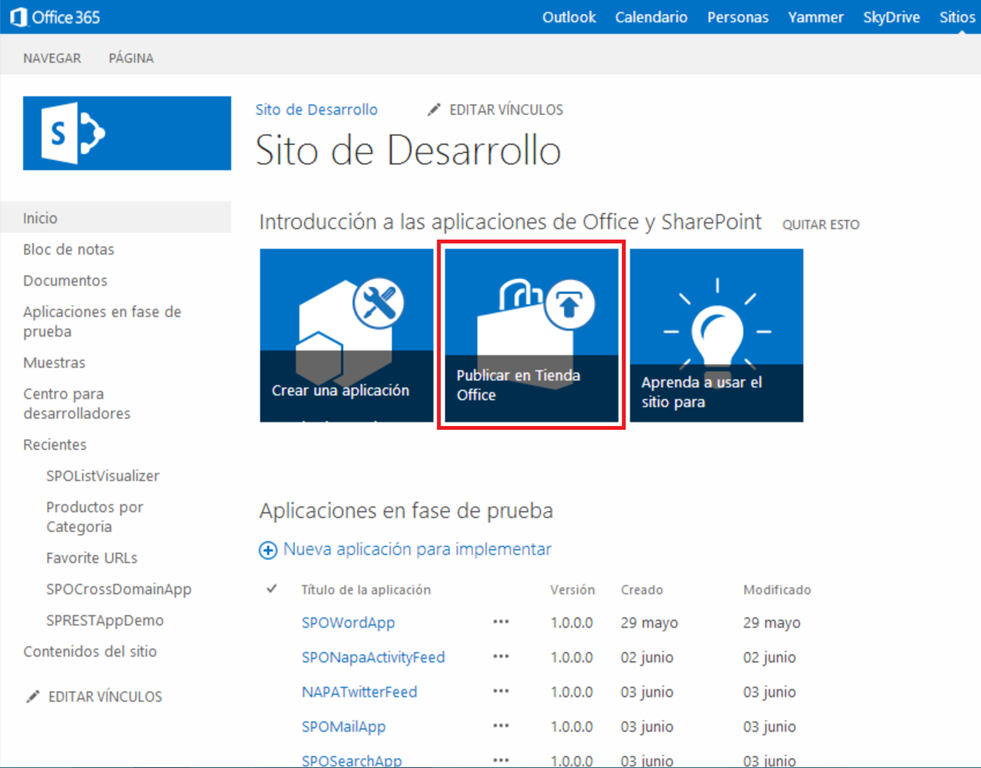 Office 365
Outlook Calendario Personas Yammer SkyDrive Sitios
NAVEGAR PÁGINA
S
Sito de Desarrollo EDITAR VÍNCULOS
Sito de Desarrollo
Inicio
Bloc de notas
Documentos
Aplicaciones en fase de
prueba
Muestras
Centro para
desarrolladores
Recientes
SPOListVisualizer
Productos por
Categoria
Favorite URLs
SPOCrossDomainApp
SPRESTAppDemo
Contenidos del sitio
EDITAR VÍNCULOS
Introducción a las aplicaciones de Office y SharePoint QUITAR ESTO
Crear una aplicación
Publicar en Tienda
Office
Aprenda a usar el
sitio para
Aplicaciones en fase de prueba
Nueva aplicación para implementar
Título de la aplicación Versión Creado Modificado
SPOWordApp ... 1.0.0.0 29 mayo 29 mayo
SPONapaActivityFeed ... 1.0.0.0 02 junio 02 junio
NAPATwitterFeed ... 1.0.0.0 03 junio 03 junio
SPOMailApp ... 1.0.0.0 03 junio 03 junio
SPOSearchApp ... 1.0.0.0 03 junio 03 junio